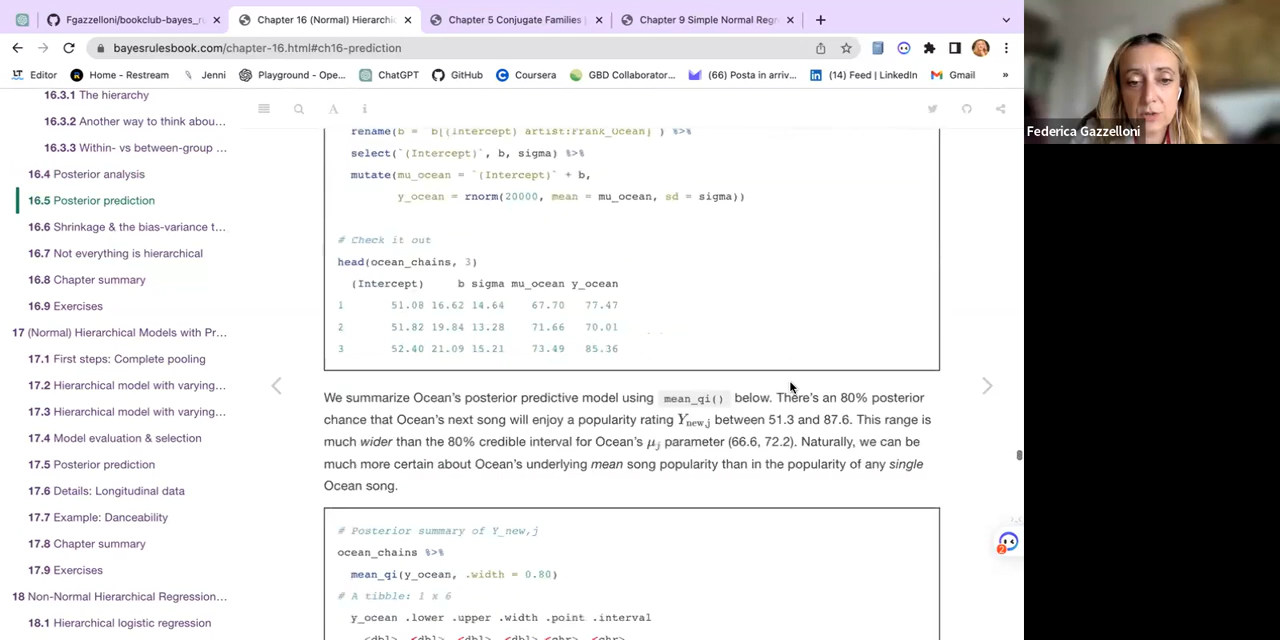 Fgazzelloni/bookclub-bayes_ru
Chapter 16 (Normal) Hierarchic
Chapter 5 Conjugate Families |
Chapter 9 Simple Normal Regr
bayesrulesbook.com/chapter-16.html#ch16-prediction
Editor
Home - Restream
Jenni
Playground - Ope...
ChatGPT
GitHub
Coursera
GBD Collaborator...
(66) Posta in arriv...
(14) Feed | LinkedIn
Gmail
»
16.3.1 The hierarchy
16.3.2 Another way to think abou...
16.3.3 Within- vs between-group ...
16.4 Posterior analysis
16.5 Posterior prediction
16.6 Shrinkage & the bias-variance t...
16.7 Not everything is hierarchical
16.8 Chapter summary
16.9 Exercises
17 (Normal) Hierarchical Models with Pr...
17.1 First steps: Complete pooling
17.2 Hierarchical model with varying...
17.3 Hierarchical model with varying...
17.4 Model evaluation & selection
17.5 Posterior prediction
17.6 Details: Longitudinal data
17.7 Example: Danceability
17.8 Chapter summary
17.9 Exercises
18 Non-Normal Hierarchical Regression...
18.1 Hierarchical logistic regression
rename(b = `b[(Intercept) artist:Frank_Ocean]`) %>%
select(`(Intercept)`, b, sigma) %>%
mutate(mu_ocean = `(Intercept)` + b,
y_ocean = rnorm(20000, mean = mu_ocean, sd = sigma))
# Check it out
head(ocean_chains, 3)
(Intercept) b sigma mu_ocean y_ocean
1 51.08 16.62 14.64 67.70 77.47
2 51.82 19.84 13.28 71.66 70.01
3 52.40 21.09 15.21 73.49 85.36
We summarize Ocean's posterior predictive model using mean_qi() below. There's an 80% posterior
chance that Ocean's next song will enjoy a popularity rating Ynew,j between 51.3 and 87.6. This range is
much wider than the 80% credible interval for Ocean's μj parameter (66.6, 72.2). Naturally, we can be
much more certain about Ocean's underlying mean song popularity than in the popularity of any single
Ocean song.
# Posterior summary of Y_new,j
ocean_chains %>%
mean_qi(y_ocean, .width = 0.80)
# A tibble: 1 x 6
y_ocean .lower .upper .width .point .interval
<dbl> <dbl> <dbl> <dbl> <chr> <chr>
2
Federica Gazzelloni